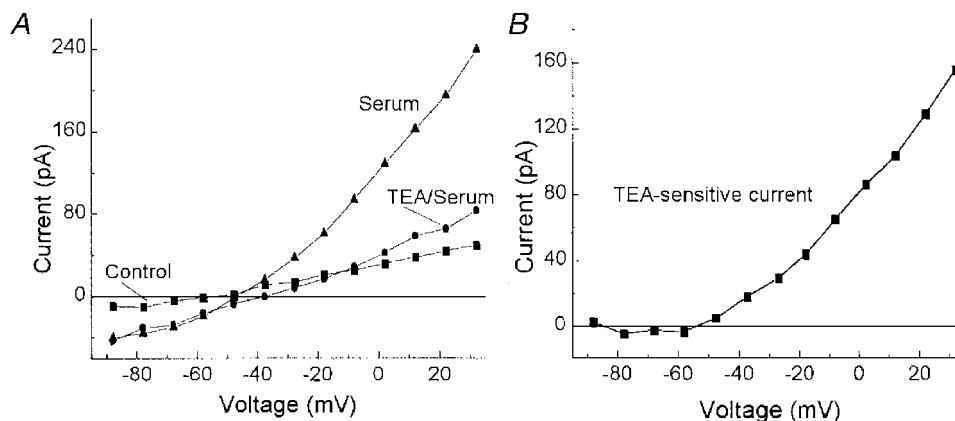 A
240
160
80
0
Current (pA)
Serum
TEA/Serum
Control
-80 -60 -40 -20 0 20
Voltage (mV)
B
160
120
80
40
0
Current (pA)
TEA-sensitive current
-80 -60 -40 -20 0 20
Voltage (mV)